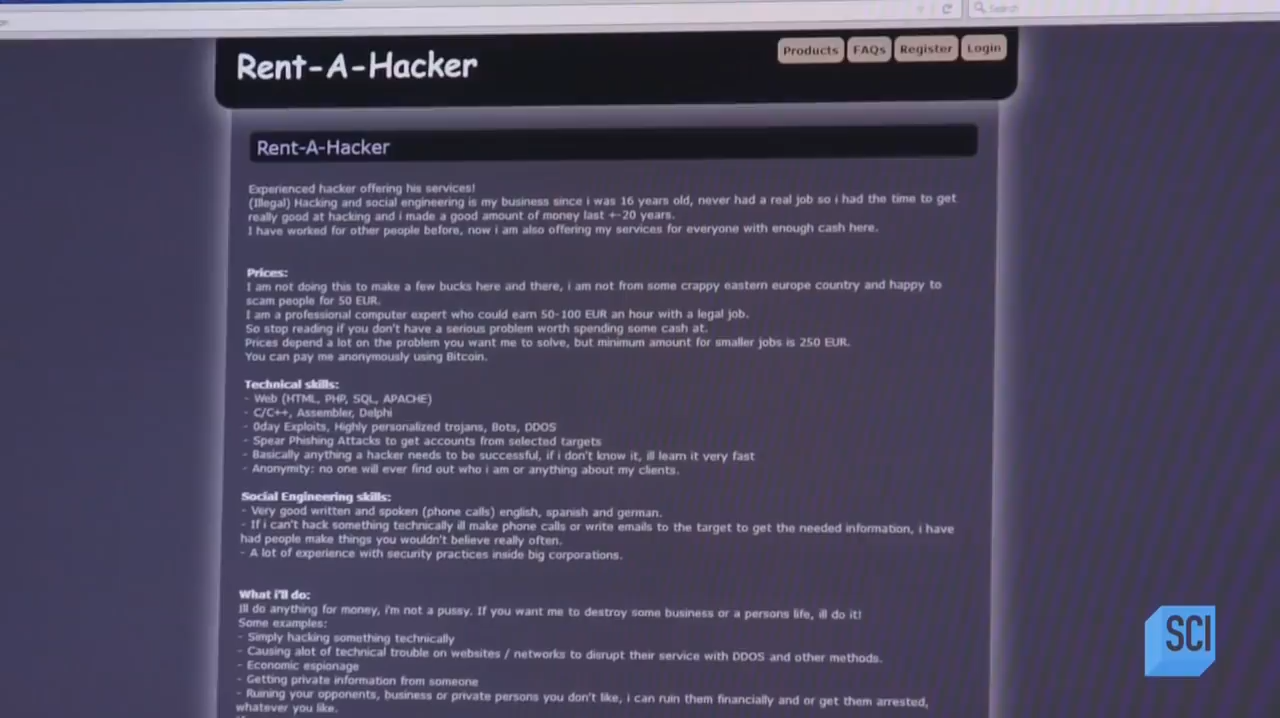 Search
Rent-A-Hacker
Products FAQs Register Login
Rent-A-Hacker
Experienced hacker offering his services!
(Illegal) Hacking and social engineering is my business since i was 16 years old, never had a real job so i had the time to get
really good at hacking and i made a good amount of money last +-20 years.
I have worked for other people before, now i am also offering my services for everyone with enough cash here.
Prices:
I am not doing this to make a few bucks here and there, i am not from some crappy eastern europe country and happy to
scam people for 50 EUR.
I am a professional computer expert who could earn 50-100 EUR an hour with a legal job.
So stop reading if you don't have a serious problem worth spending some cash at.
Prices depend a lot on the problem you want me to solve, but minimum amount for smaller jobs is 250 EUR.
You can pay me anonymously using Bitcoin.
Technical skills:
- Web (HTML, PHP, SQL, APACHE)
- C/C++, Assembler, Delphi
- 0day Exploits, Highly personalized trojans, Bots, DDOS
- Spear Phishing Attacks to get accounts from selected targets
- Basically anything a hacker needs to be successful, if i don't know it, ill learn it very fast
- Anonymity: no one will ever find out who i am or anything about my clients.
Social Engineering skills:
- Very good written and spoken (phone calls) english, spanish and german.
- If i can't hack something technically ill make phone calls or write emails to the target to get the needed information, i have
had people make things you wouldn't believe really often.
- A lot of experience with security practices inside big corporations.
What i'll do:
Ill do anything for money, i'm not a pussy. If you want me to destroy some business or a persons life, ill do it!
Some examples:
- Simply hacking something technically
- Causing alot of technical trouble on websites / networks to disrupt their service with DDOS and other methods.
- Economic espionage
- Getting private information from someone
- Ruining your opponents, business or private persons you don't like, i can ruin them financially and or get them arrested,
whatever you like.
SCI